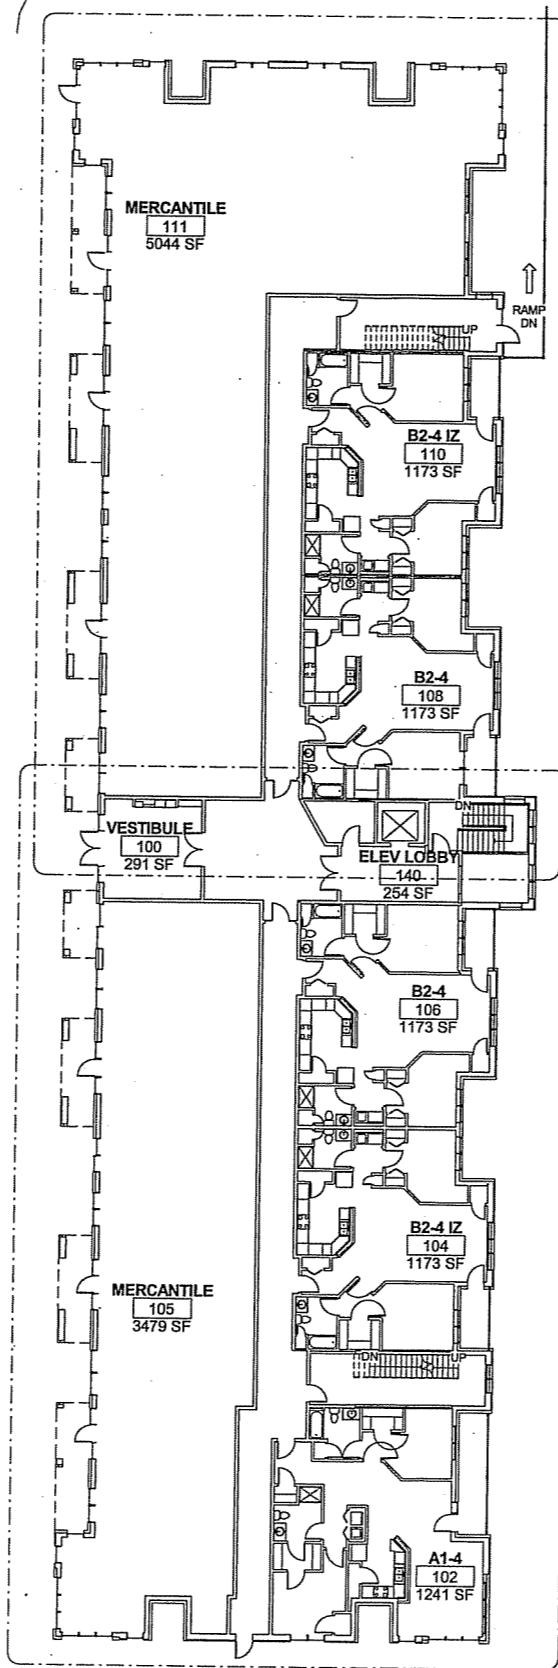 MERCANTILE
111
5044 SF
RAMP
DN
UP
B2-4 IZ
110
1173 SF
B2-4
108
1173 SF
DN
VESTIBULE
100
291 SF
ELEV LOBBY
140
254 SF
B2-4
106
1173 SF
B2-4 IZ
104
1173 SF
MERCANTILE
105
3479 SF
DN
UP
A1-4
102
1241 SF